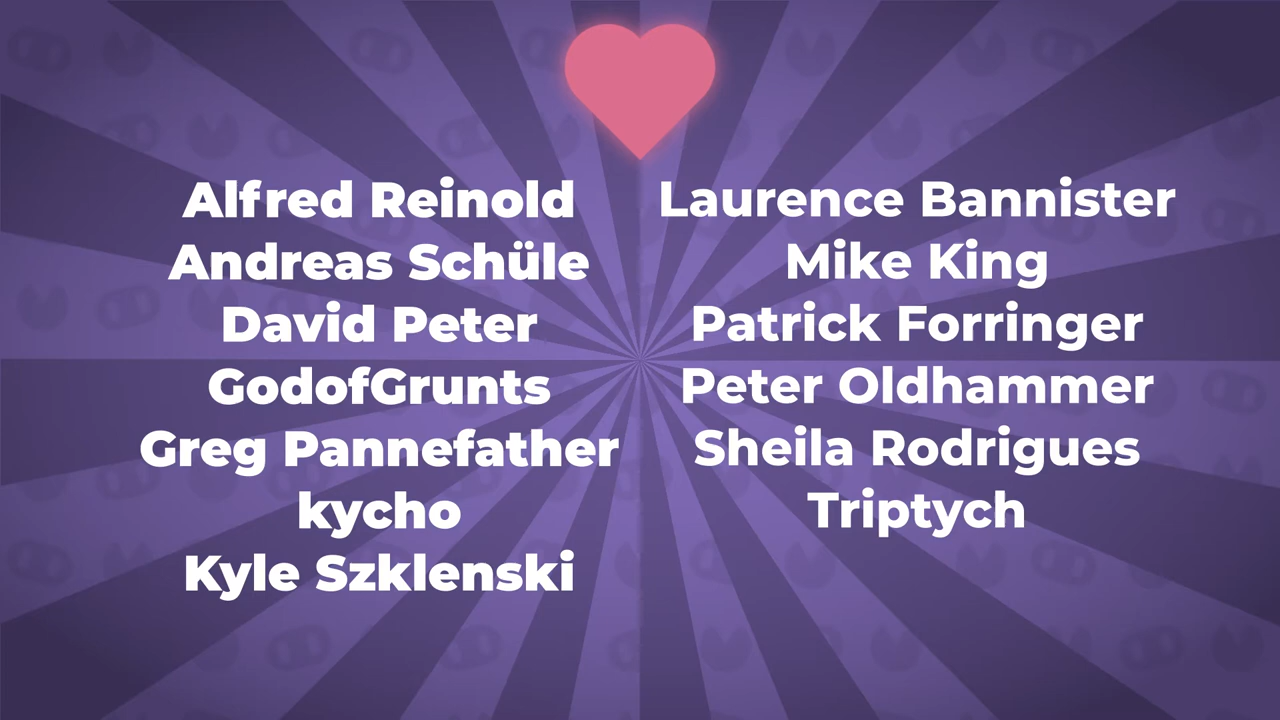 Alfred Reinold
Andreas Schüle
David Peter
GodofGrunts
Greg Pannefather
kycho
Kyle Szklenski
Laurence Bannister
Mike King
Patrick Forringer
Peter Oldhammer
Sheila Rodrigues
Triptych